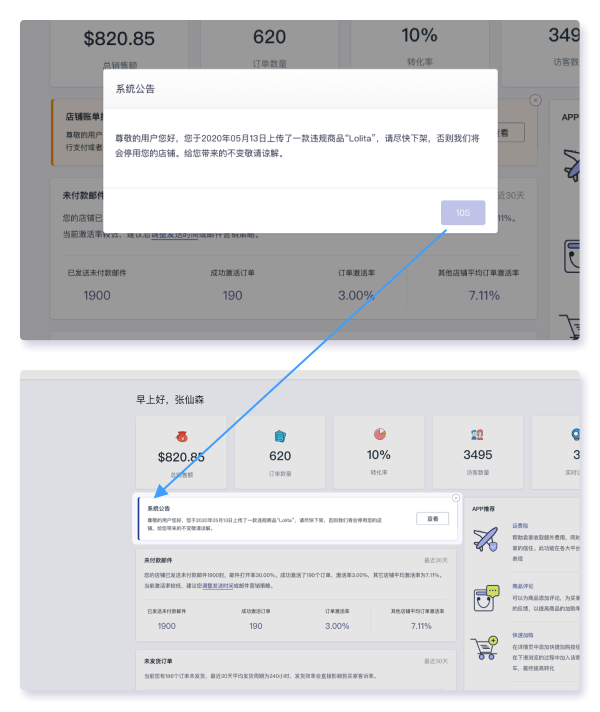 $820.85
620
10%
349
总销售额
订单数量
转化率
访客数
系统公告
店铺账单
APP
尊敬的用户您好，您于2020年05月13日上传了一款违规商品“Lolita”，请尽快下架，否则我们将
会停用您的店铺。给您带来的不变敬请谅解。
尊敬的用户
行支付或者
看
未付款邮件
近30天
您的店铺已
11%。
10S
当前激活率较低，建议您调整发送时间或邮件营销策略。
已发送未付款邮件
成功激活订单
订单激活率
其他店铺平均订单激活率
1900
190
3.00%
7.11%
早上好，张仙森
$820.85
620
10%
3495
3
总销售额
订单数量
转化率
访客数量
实时访
系统公告
尊敬的用户您好，您于2020年05月13日上传了一款违规商品“Lolita”，请尽快下架，否则我们将会停用您的店
铺。给您带来的不变敬请谅解。
查看
APP推荐
运费险
帮助卖家收取额外费用，同时
家的信任。此功能在各大平台
表现
未付款邮件
最近30天
您的店铺已发送未付款邮件1900封，邮件打开率20.00%。成功激活了190个订单，激活率3.00%，其它店铺平均激活率为7.11%。
当前激活率较低，建议您调整发送时间或邮件营销策略。
已发送未付款邮件
成功激活订单
订单激活率
其他店铺平均订单激活率
1900
190
3.00%
7.11%
商品评论
可以为商品添加评论，为买家
的反馈，以提高商品的加购率
快速加购
在详情页中添加快捷加购按钮
在下滑浏览的过程中加入该款
车，最终提高转化
未发货订单
最近30天
当前您有186个订单未发货，最近30天平均发货周期为240小时，发货效率会直接影响到买家客诉率。